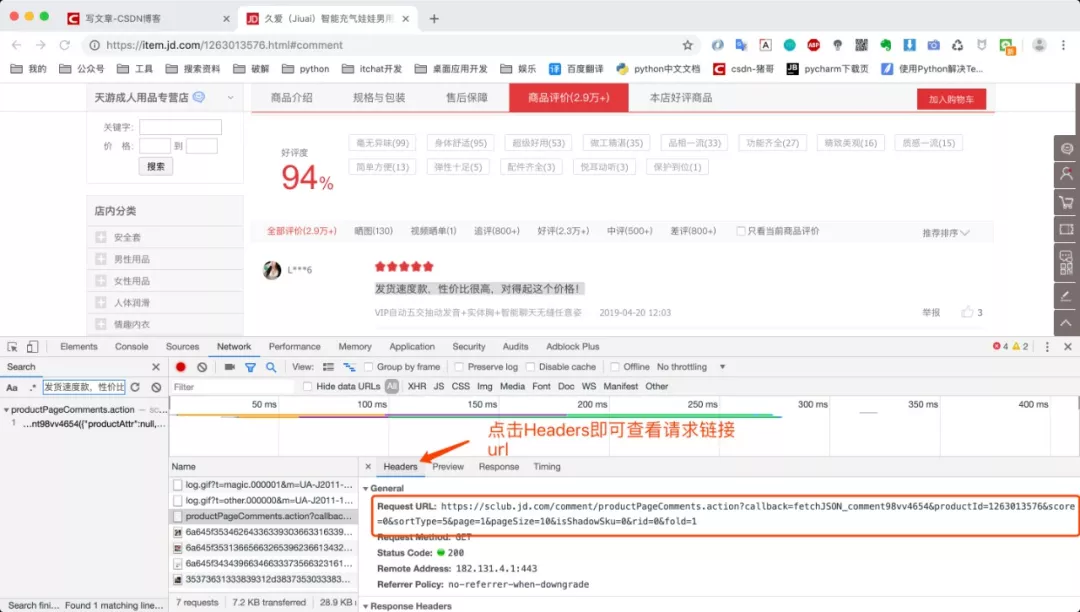 写文章-CSDN博客
久爱（Jiuai）智能充气娃娃男用
https://item.jd.com/1263013576.html#comment
我的 公众号 工具 搜索资料 破解 python itchat开发 桌面应用开发 娱乐 百度翻译 python中文文档 csdn-猪哥 pycharm下载页 使用Python解决Te...
天游成人用品专营店
商品介绍 规格与包装 售后保障 商品评价(2.9万+) 本店好评商品 加入购物车
关键字：
价 格： 到
搜索
好评度
94%
毫无异味(99) 身体舒适(95) 超级好用(53) 做工精湛(35) 品相一流(33) 功能齐全(27) 精致美观(16) 质感一流(15)
简单方便(13) 弹性十足(5) 配件齐全(3) 悦耳动听(3) 保护到位(1)
店内分类
安全套
男性用品
女性用品
人体润滑
情趣内衣
全部评价(2.9万+) 晒图(130) 视频晒单(1) 追评(800+) 好评(2.3万+) 中评(500+) 差评(800+) 只看当前商品评价 推荐排序
L***6
发货速度款，性价比很高，对得起这个价格！
VIP自动五交抽动发音+实体胸+智能聊天无缝任意姿 2019-04-20 12:03 举报 3
Elements Console Sources Network Performance Memory Application Security Audits Adblock Plus 4 2
Search
View: Group by frame Preserve log Disable cache Offline No throttling
Aa .* 发货速度款，性价比
Filter Hide data URLs All XHR JS CSS Img Media Font Doc WS Manifest Other
productPageComments.action — sc...
1 ...nt98vv4654({"productAttr":null,...
50 ms 100 ms 150 ms 200 ms 250 ms 300 ms 350 ms 400 ms
点击Headers即可查看请求链接
url
Name
Headers Preview Response Timing
log.gif?t=magic.000001&m=UA-J2011-...
log.gif?t=other.000000&m=UA-J2011-1...
productPageComments.action?callbac...
6a645f35346264336339303663316339...
6a645f35313665663265396236613432...
6a645f34343966346633373566323161...
35373631333839312d3837353033383...
General
Request URL: https://sclub.jd.com/comment/productPageComments.action?callback=fetchJSON_comment98vv4654&productId=1263013576&score
=0&sortType=5&page=1&pageSize=10&isShadowSku=0&rid=0&fold=1
Request Method: GET
Status Code: 200
Remote Address: 182.131.4.1:443
Referrer Policy: no-referrer-when-downgrade
Response Headers
Search fini... Found 1 matching line...
7 requests 7.2 KB transferred 28.9 KB